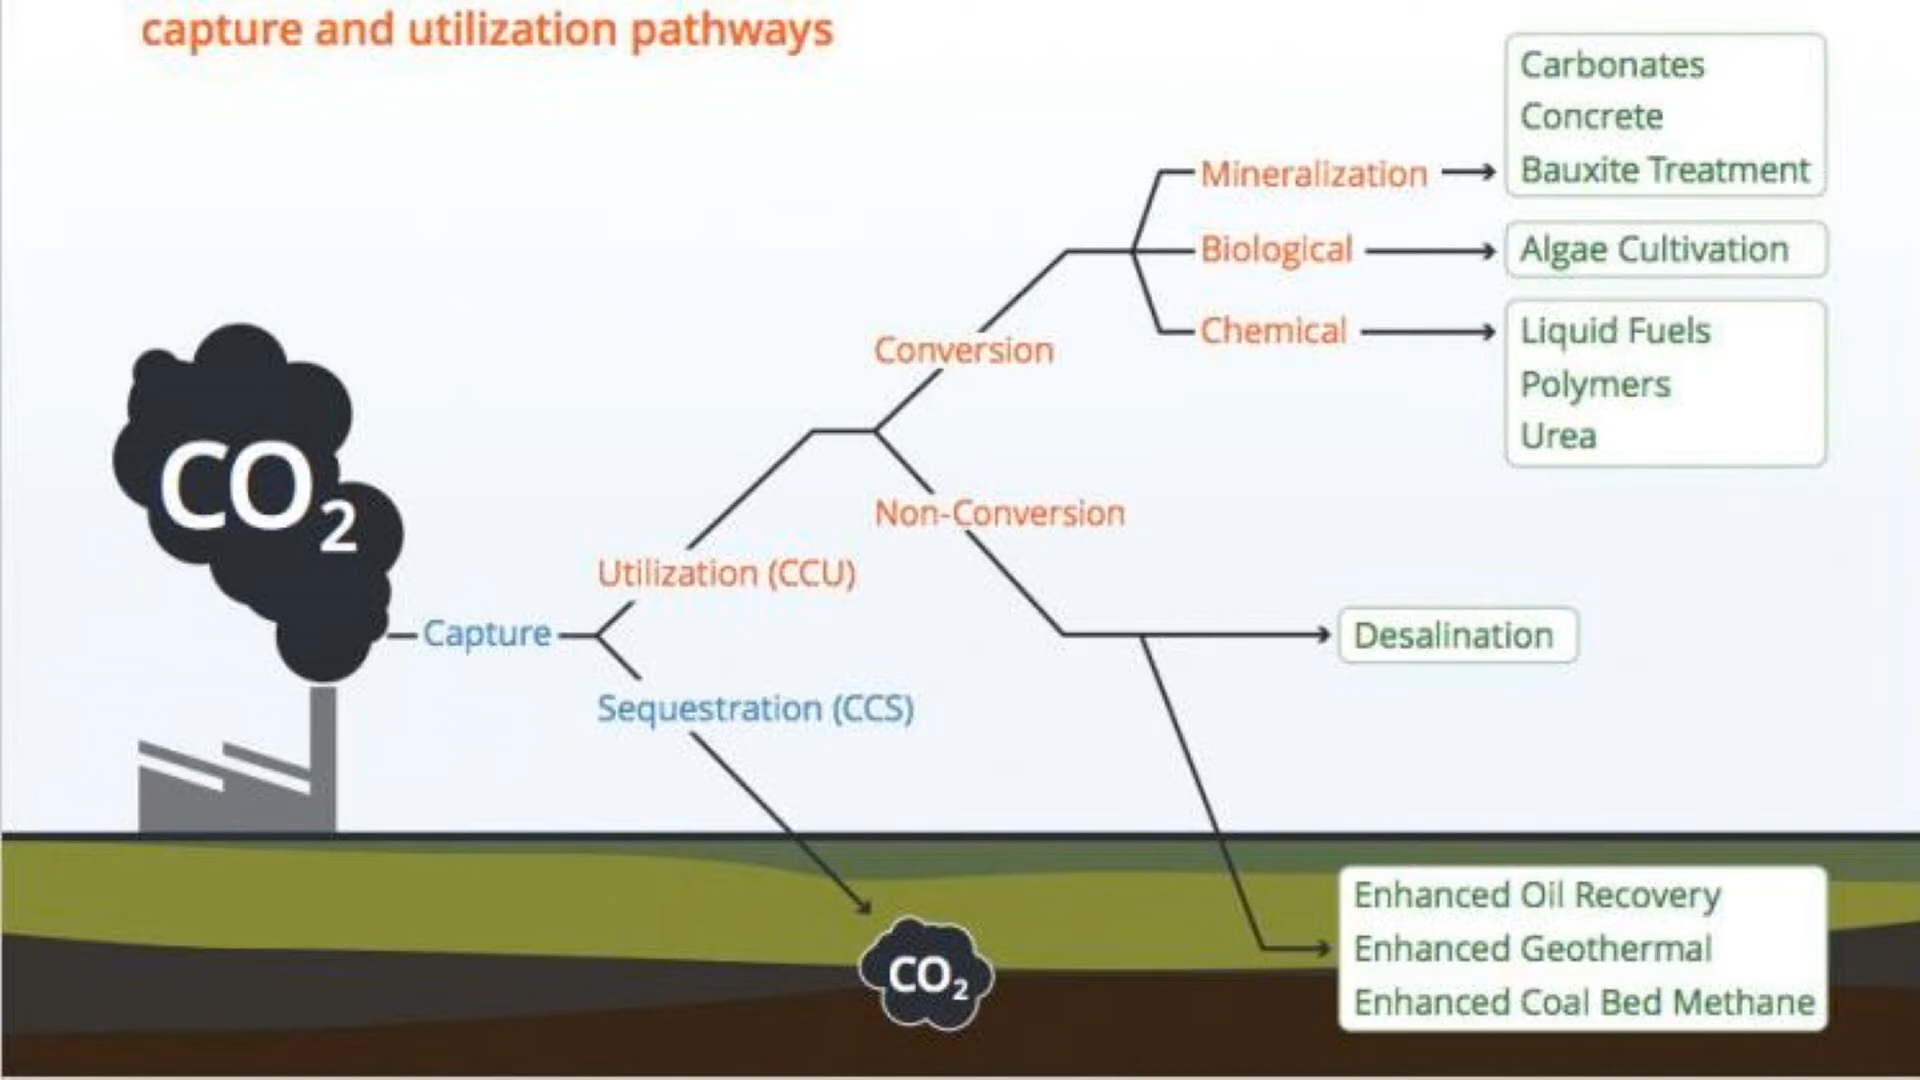 capture and utilization pathways
Carbonates
Concrete
Bauxite Treatment
Mineralization
Biological
Algae Cultivation
Chemical
Liquid Fuels
Polymers
Urea
Conversion
CO₂
Non-Conversion
Utilization (CCU)
Capture
Desalination
Sequestration (CCS)
Enhanced Oil Recovery
Enhanced Geothermal
Enhanced Coal Bed Methane
CO₂